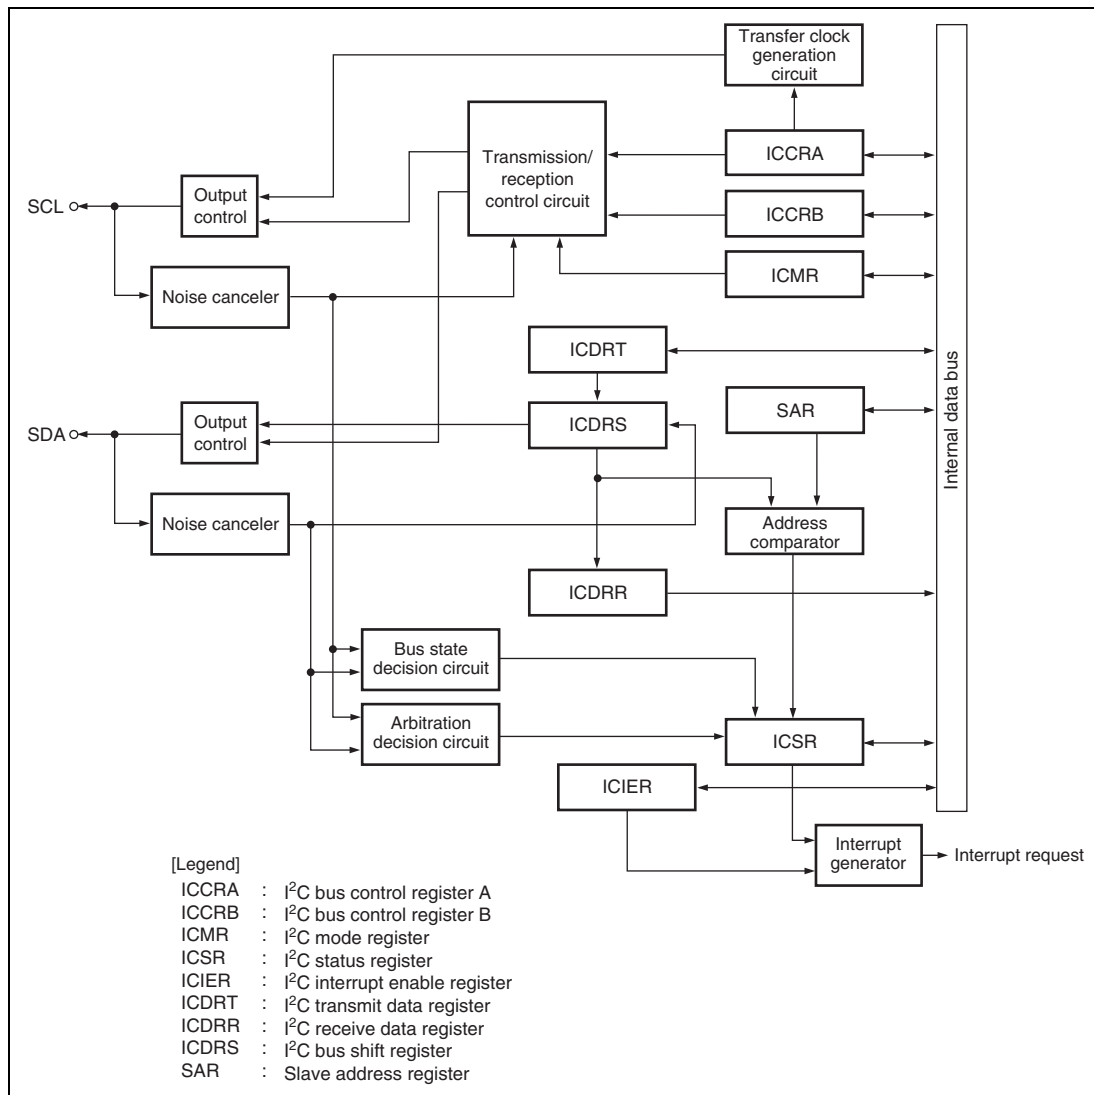 Transfer clock
generation
circuit
Transmission/
reception
control circuit
ICCRA
SCL
Output
control
ICCRB
ICMR
Noise canceler
ICDRT
Internal data bus
SAR
SDA
Output
control
ICDRS
Noise canceler
Address
comparator
ICDRR
Bus state
decision circuit
Arbitration
decision circuit
ICSR
ICIER
Interrupt
generator
Interrupt request
[Legend]
ICCRA : I²C bus control register A
ICCRB : I²C bus control register B
ICMR : I²C mode register
ICSR : I²C status register
ICIER : I²C interrupt enable register
ICDRT : I²C transmit data register
ICDRR : I²C receive data register
ICDRS : I²C bus shift register
SAR : Slave address register